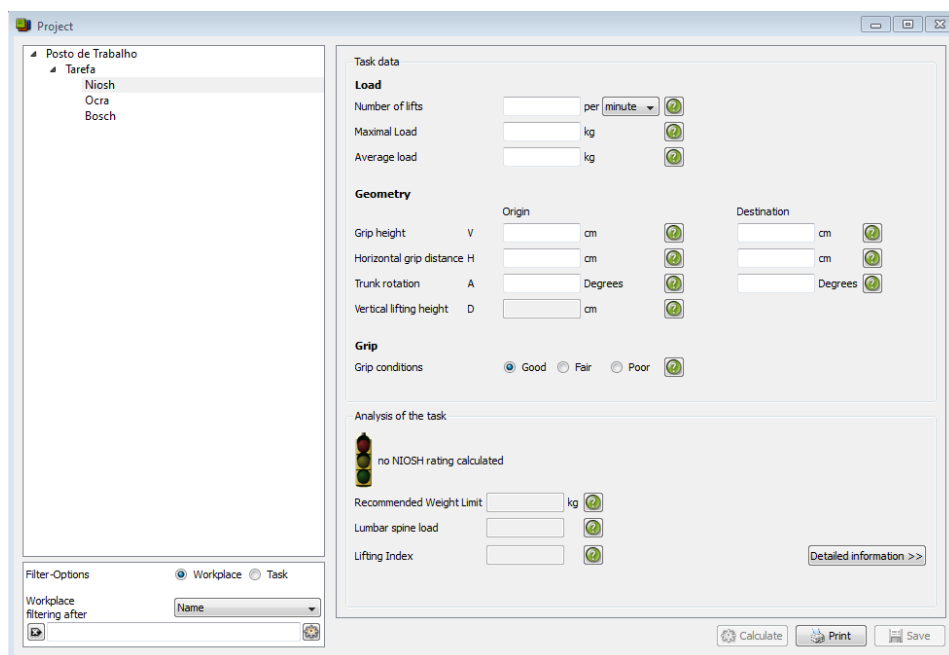 Project
Posto de Trabalho
Tarefa
Niosh
Ocra
Bosch
Filter-Options Workplace Task
Workplace
filtering after Name
Task data
Load
Number of lifts per minute
Maximal Load kg
Average load kg
Geometry
Origin Destination
Grip height V cm cm
Horizontal grip distance H cm cm
Trunk rotation A Degrees Degrees
Vertical lifting height D cm
Grip
Grip conditions Good Fair Poor
Analysis of the task
no NIOSH rating calculated
Recommended Weight Limit kg
Lumbar spine load
Lifting Index Detailed information >>
Calculate Print Save